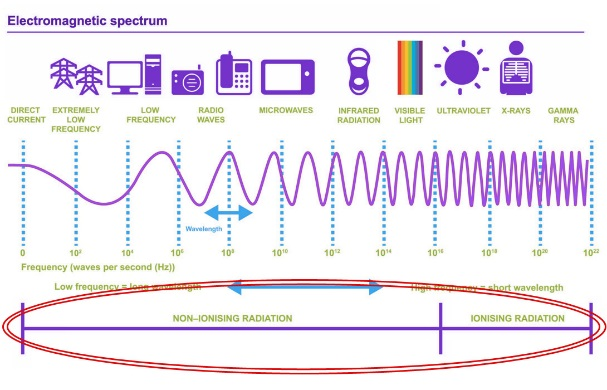 Electromagnetic spectrum
DIRECT CURRENT
EXTREMELY LOW FREQUENCY
LOW FREQUENCY
RADIO WAVES
MICROWAVES
INFRARED RADIATION
VISIBLE LIGHT
ULTRAVIOLET
X-RAYS
GAMMA RAYS
Wavelength
0 10² 10⁴ 10⁶ 10⁸ 10¹⁰ 10¹² 10¹⁴ 10¹⁶ 10¹⁸ 10²⁰ 10²²
Frequency (waves per second (Hz))
Low frequency = long wavelength
High frequency = short wavelength
NON–IONISING RADIATION
IONISING RADIATION